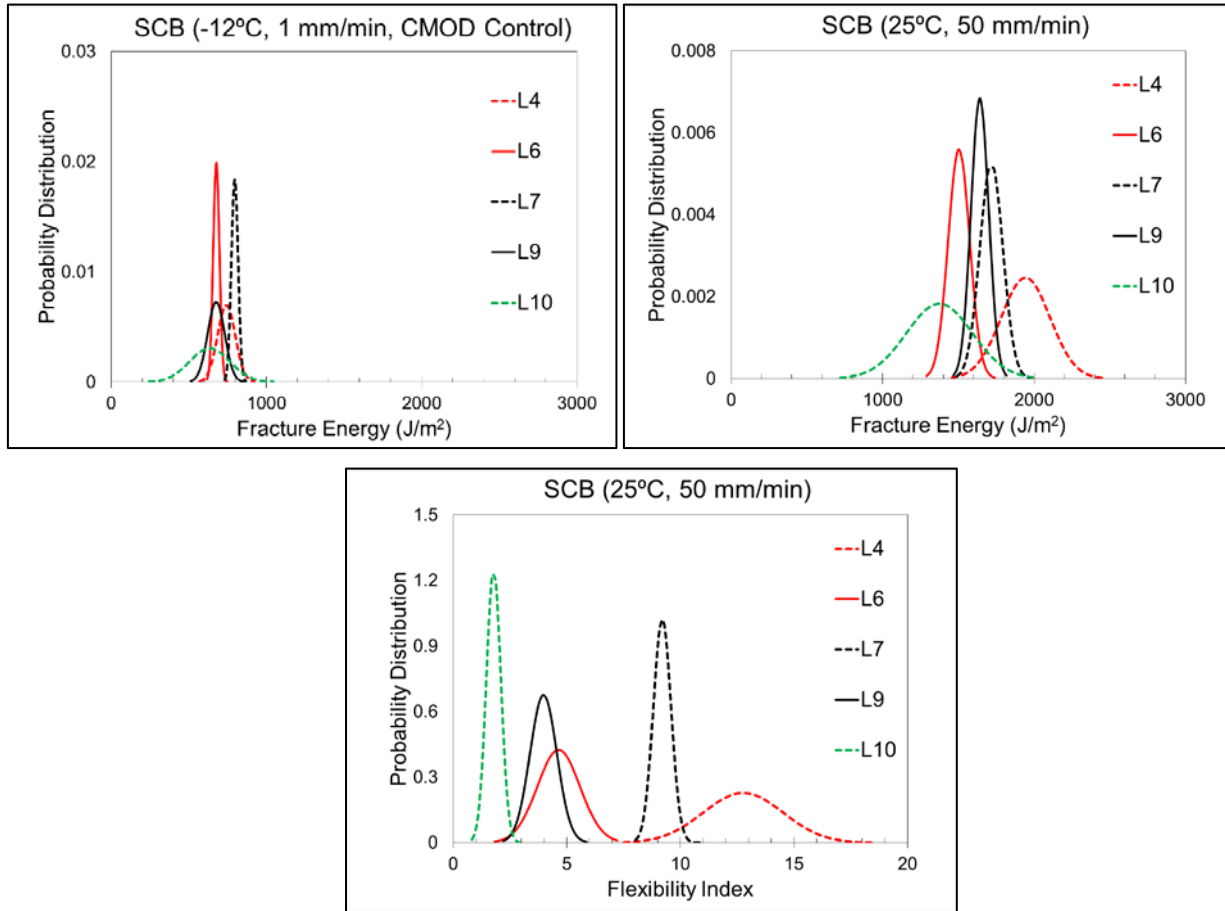 SCB (-12ºC, 1 mm/min, CMOD Control)
0.03
0.02
0.01
0
Probability Distribution
L4
L6
L7
L9
L10
0 1000 2000 3000
Fracture Energy (J/m²)
SCB (25ºC, 50 mm/min)
0.008
0.006
0.004
0.002
0
Probability Distribution
L4
L6
L7
L9
L10
0 1000 2000 3000
Fracture Energy (J/m²)
SCB (25ºC, 50 mm/min)
1.5
1.2
0.9
0.6
0.3
0
Probability Distribution
L4
L6
L7
L9
L10
0 5 10 15 20
Flexibility Index